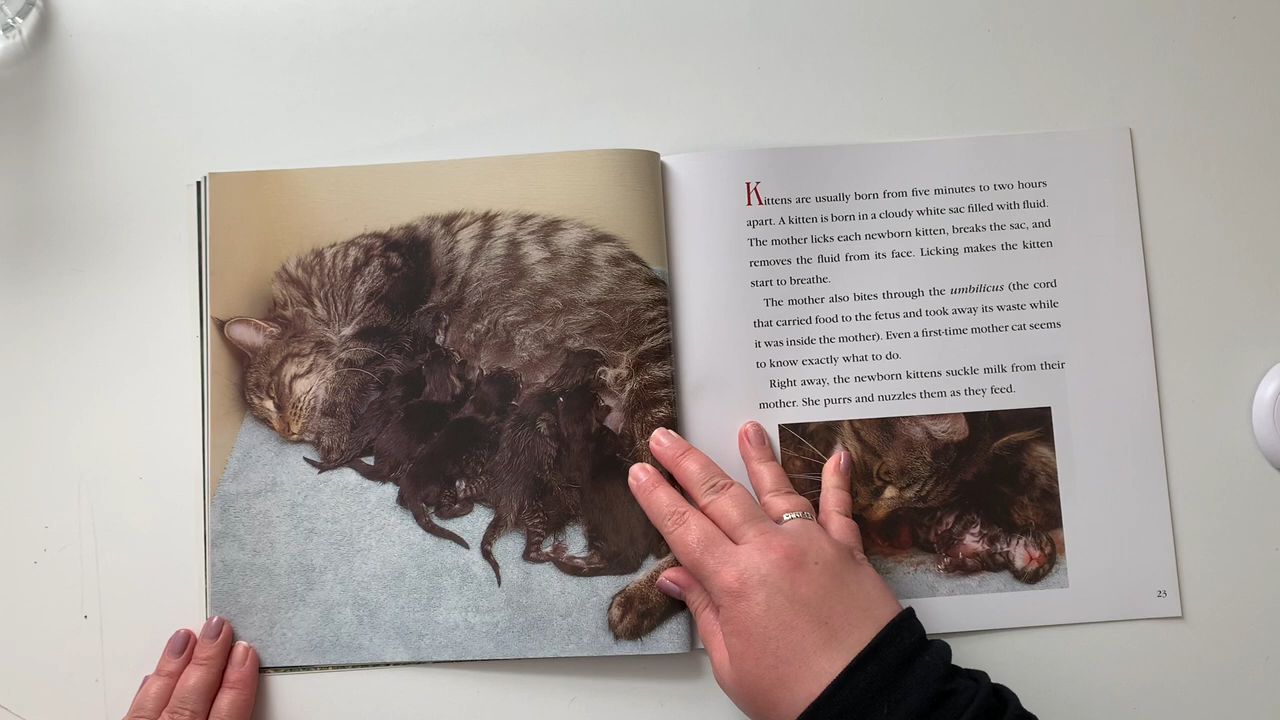 Kittens are usually born from five minutes to two hours
apart. A kitten is born in a cloudy white sac filled with fluid.
The mother licks each newborn kitten, breaks the sac, and
removes the fluid from its face. Licking makes the kitten
start to breathe.
The mother also bites through the umbilicus (the cord
that carried food to the fetus and took away its waste while
it was inside the mother). Even a first-time mother cat seems
to know exactly what to do.
Right away, the newborn kittens suckle milk from their
mother. She purrs and nuzzles them as they feed.
23